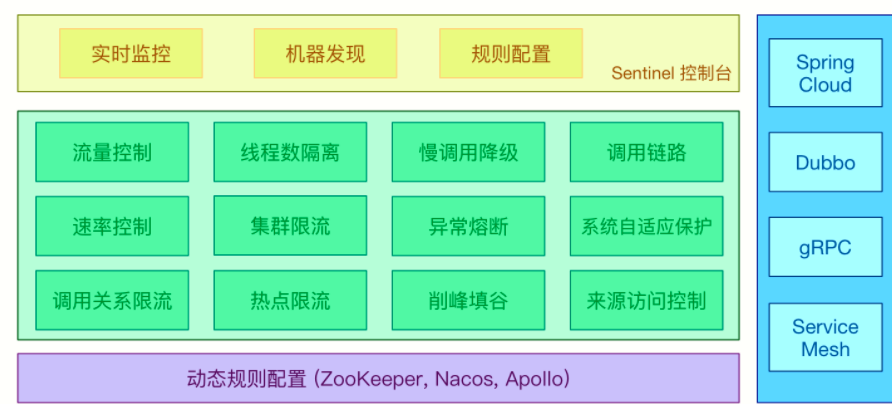 实时监控
机器发现
规则配置
Sentinel 控制台
流量控制
线程数隔离
慢调用降级
调用链路
速率控制
集群限流
异常熔断
系统自适应保护
调用关系限流
热点限流
削峰填谷
来源访问控制
动态规则配置 (ZooKeeper, Nacos, Apollo)
Spring
Cloud
Dubbo
gRPC
Service
Mesh